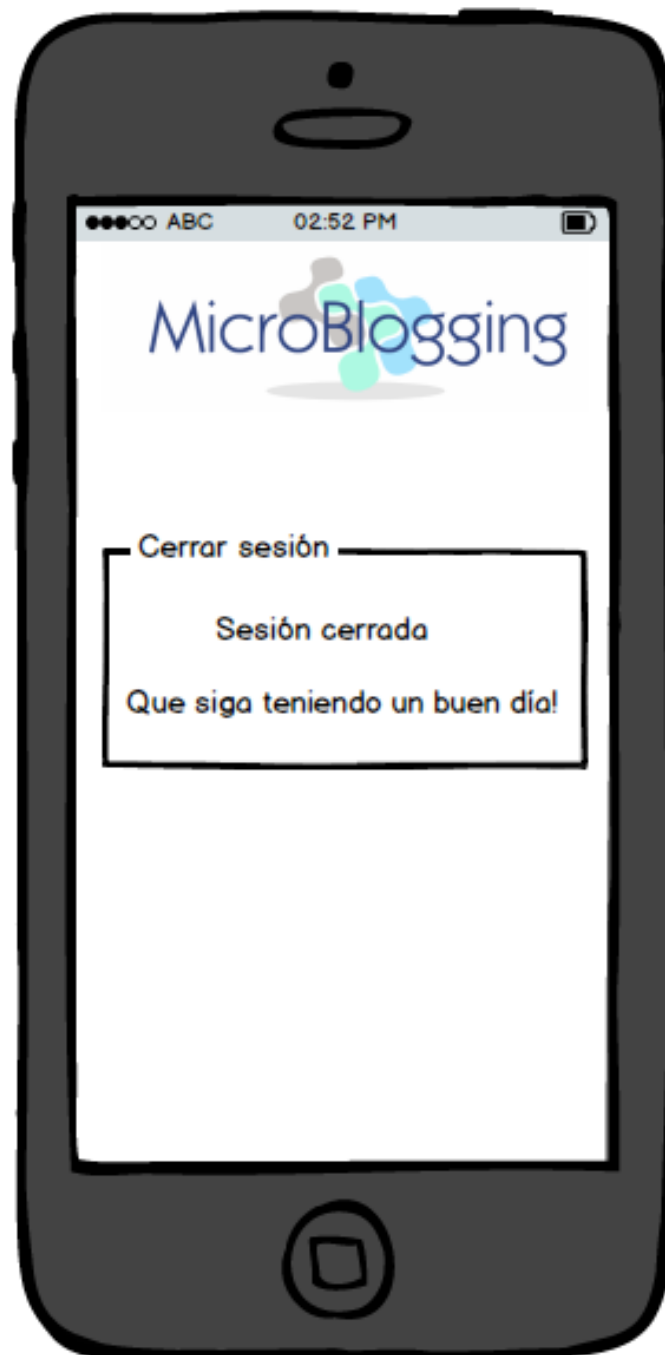 ABC 02:52 PM
MicroBlogging
Cerrar sesión
Sesión cerrada
Que siga teniendo un buen día!